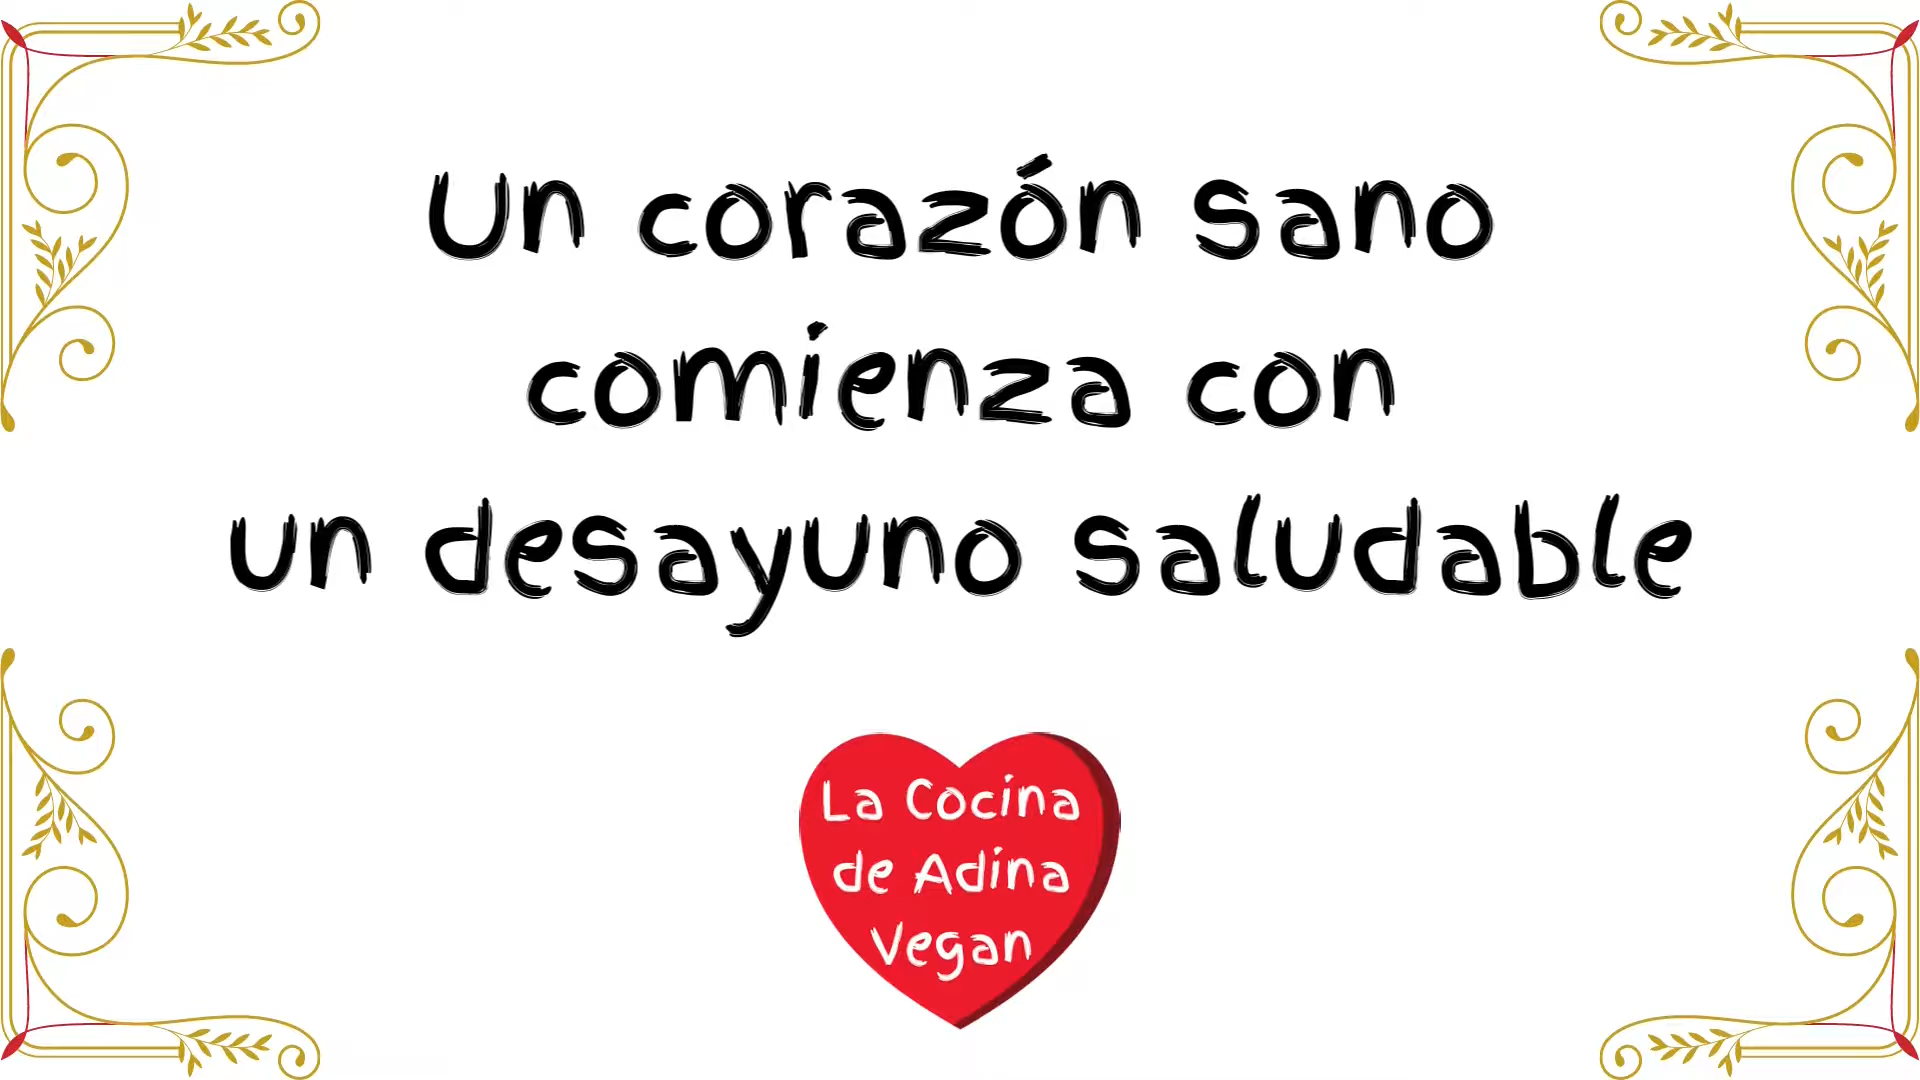 Un corazón sano
comienza con
un desayuno saludable
La Cocina
de Adina
Vegan